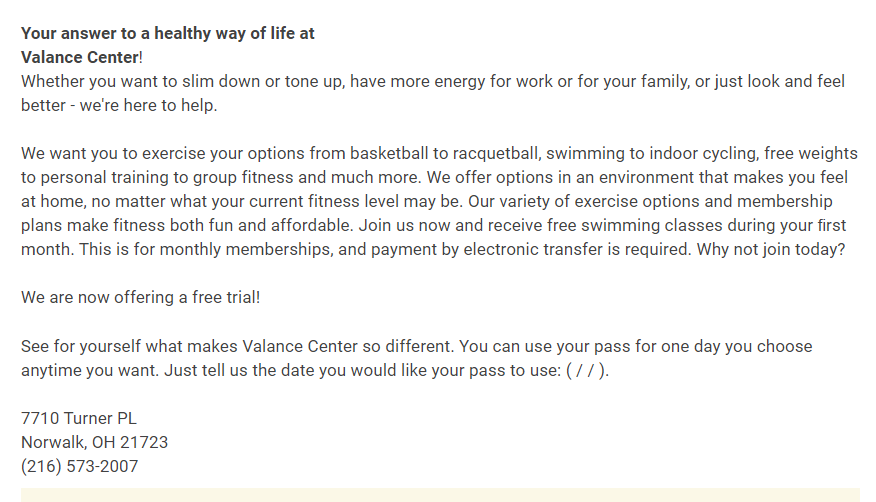 Your answer to a healthy way of life at
Valance Center!
Whether you want to slim down or tone up, have more energy for work or for your family, or just look and feel
better - we're here to help.
We want you to exercise your options from basketball to racquetball, swimming to indoor cycling, free weights
to personal training to group fitness and much more. We offer options in an environment that makes you feel
at home, no matter what your current fitness level may be. Our variety of exercise options and membership
plans make fitness both fun and affordable. Join us now and receive free swimming classes during your first
month. This is for monthly memberships, and payment by electronic transfer is required. Why not join today?
We are now offering a free trial!
See for yourself what makes Valance Center so different. You can use your pass for one day you choose
anytime you want. Just tell us the date you would like your pass to use: ( / / ).
7710 Turner PL
Norwalk, OH 21723
(216) 573-2007